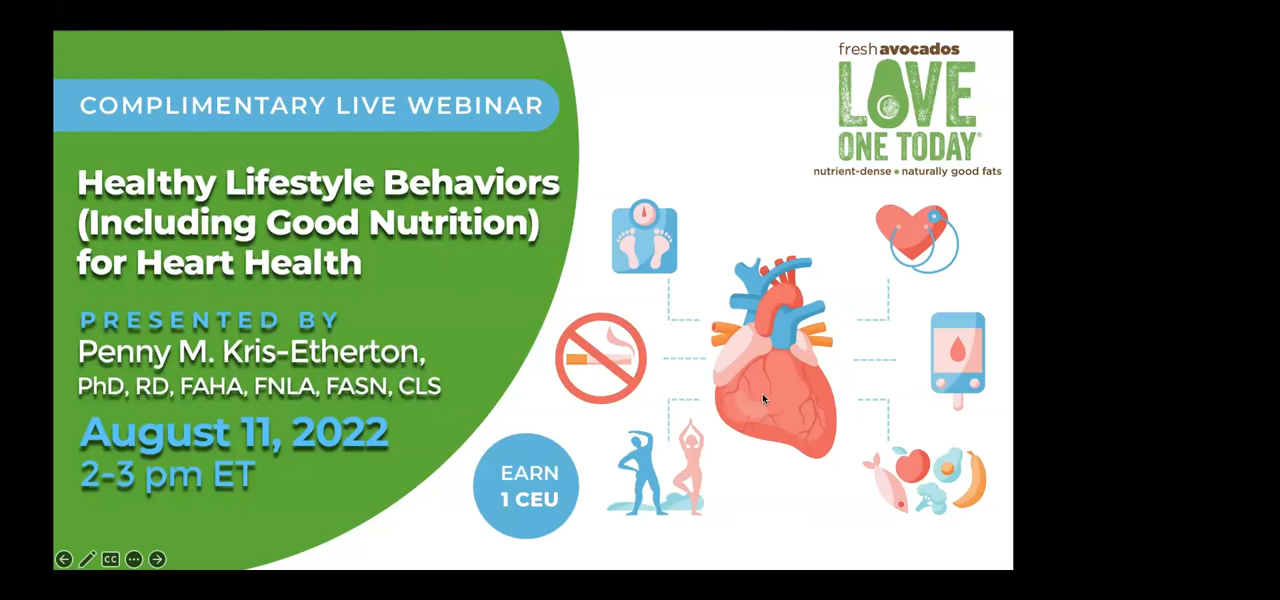 COMPLIMENTARY LIVE WEBINAR
Healthy Lifestyle Behaviors
(Including Good Nutrition)
for Heart Health
PRESENTED BY
Penny M. Kris-Etherton,
PhD, RD, FAHA, FNLA, FASN, CLS
August 11, 2022
2-3 pm ET
EARN
1 CEU
fresh avocados
LOVE
ONE TODAY®
nutrient-dense • naturally good fats
CC